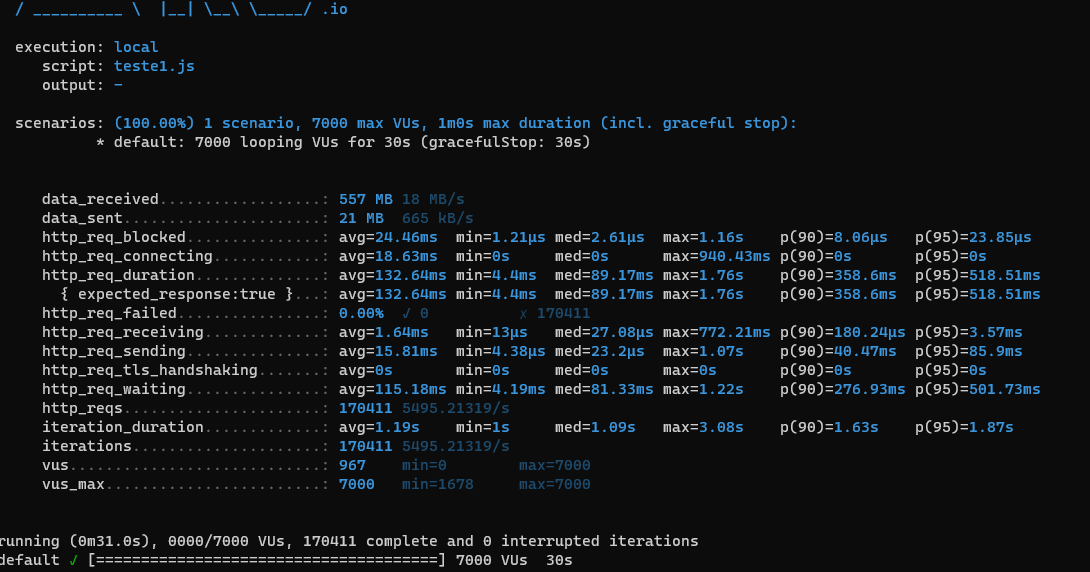 / __________ \  |__| \__\ \_____/ .io
execution: local
script: teste1.js
output: -
scenarios: (100.00%) 1 scenario, 7000 max VUs, 1m0s max duration (incl. graceful stop):
* default: 7000 looping VUs for 30s (gracefulStop: 30s)
data_received..................: 557 MB 18 MB/s
data_sent......................: 21 MB  665 kB/s
http_req_blocked...............: avg=24.46ms  min=1.21µs med=2.61µs  max=1.16s    p(90)=8.06µs   p(95)=23.85µs
http_req_connecting............: avg=18.63ms  min=0s     med=0s      max=940.43ms p(90)=0s       p(95)=0s
http_req_duration..............: avg=132.64ms min=4.4ms  med=89.17ms max=1.76s    p(90)=358.6ms  p(95)=518.51ms
{ expected_response:true }...: avg=132.64ms min=4.4ms  med=89.17ms max=1.76s    p(90)=358.6ms  p(95)=518.51ms
http_req_failed................: 0.00%  ✓ 0          ✗ 170411
http_req_receiving.............: avg=1.64ms   min=13µs   med=27.08µs max=772.21ms p(90)=180.24µs p(95)=3.57ms
http_req_sending...............: avg=15.81ms  min=4.38µs med=23.2µs  max=1.07s    p(90)=40.47ms  p(95)=85.9ms
http_req_tls_handshaking.......: avg=0s       min=0s     med=0s      max=0s       p(90)=0s       p(95)=0s
http_req_waiting...............: avg=115.18ms min=4.19ms med=81.33ms max=1.22s    p(90)=276.93ms p(95)=501.73ms
http_reqs......................: 170411 5495.21319/s
iteration_duration.............: avg=1.19s    min=1s     med=1.09s   max=3.08s    p(90)=1.63s    p(95)=1.87s
iterations.....................: 170411 5495.21319/s
vus............................: 967    min=0        max=7000
vus_max........................: 7000   min=1678     max=7000
running (0m31.0s), 0000/7000 VUs, 170411 complete and 0 interrupted iterations
default ✓ [======================================] 7000 VUs  30s